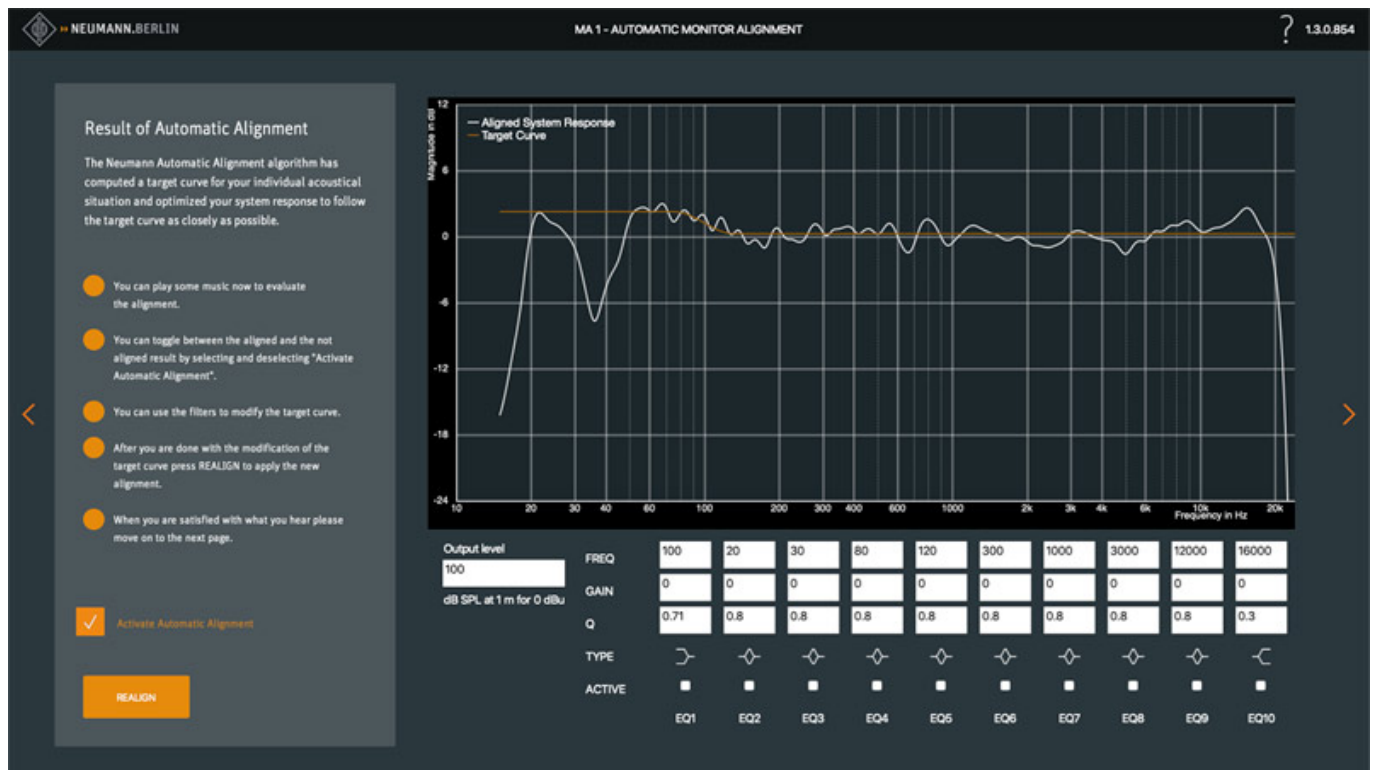 NEUMANN.BERLIN
MA 1 - AUTOMATIC MONITOR ALIGNMENT
? 1.3.0.854
Result of Automatic Alignment
The Neumann Automatic Alignment algorithm has
computed a target curve for your individual acoustical
situation and optimized your system response to follow
the target curve as closely as possible.
You can play some music now to evaluate
the alignment.
You can toggle between the aligned and the not
aligned result by selecting and deselecting "Activate
Automatic Alignment".
You can use the filters to modify the target curve.
After you are done with the modification of the
target curve press REALIGN to apply the new
alignment.
When you are satisfied with what you hear please
move on to the next page.
Activate Automatic Alignment
REALIGN
Magnitude in dB
Aligned System Response
Target Curve
12
6
0
-6
-12
-18
-24
10 20 30 40 60 100 200 300 400 600 1000 2k 3k 4k 6k 10k 20k
Frequency in Hz
Output level
100
dB SPL at 1 m for 0 dBu
FREQ 100 20 30 80 120 300 1000 3000 12000 16000
GAIN 0 0 0 0 0 0 0 0 0 0
Q 0.71 0.8 0.8 0.8 0.8 0.8 0.8 0.8 0.8 0.3
TYPE
ACTIVE
EQ1 EQ2 EQ3 EQ4 EQ5 EQ6 EQ7 EQ8 EQ9 EQ10